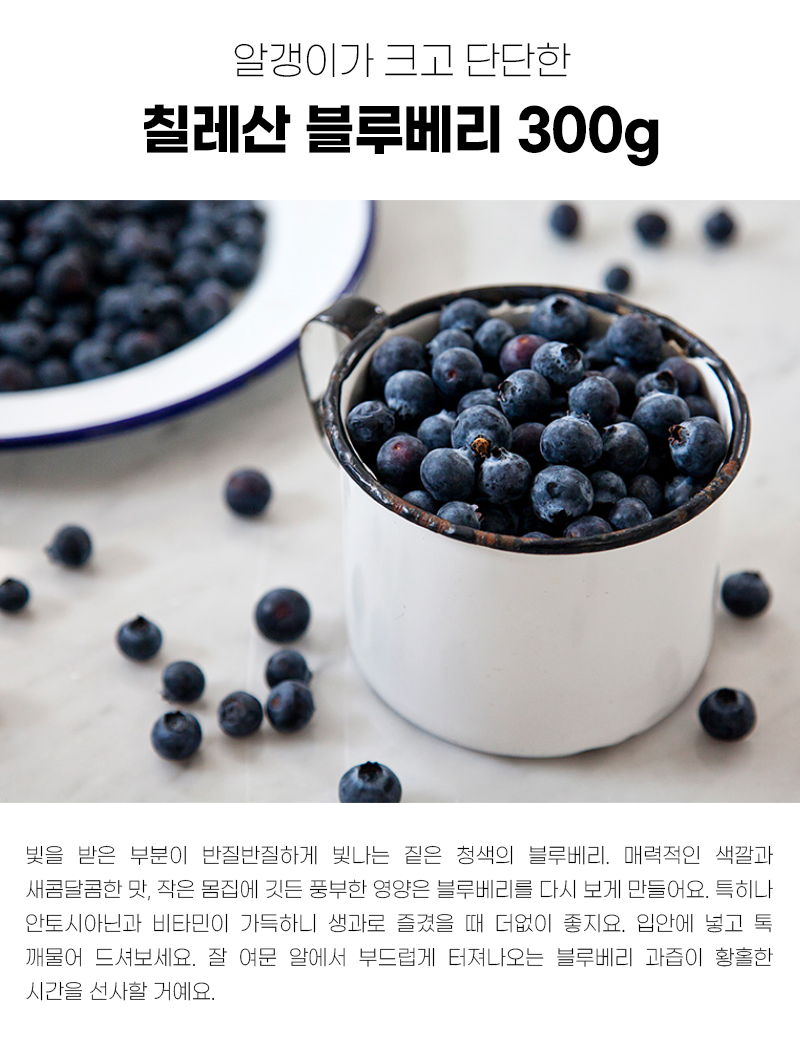 알갱이가 크고 단단한
칠레산 블루베리 300g
빛을 받은 부분이 반질반질하게 빛나는 짙은 청색의 블루베리. 매력적인 색깔과
새콤달콤한 맛, 작은 몸집에 깃든 풍부한 영양은 블루베리를 다시 보게 만들어요. 특히나
안토시아닌과 비타민이 가득하니 생과로 즐겼을 때 더없이 좋지요. 입안에 넣고 톡
깨물어 드셔보세요. 잘 여문 알에서 부드럽게 터져나오는 블루베리 과즙이 황홀한
시간을 선사할 거예요.